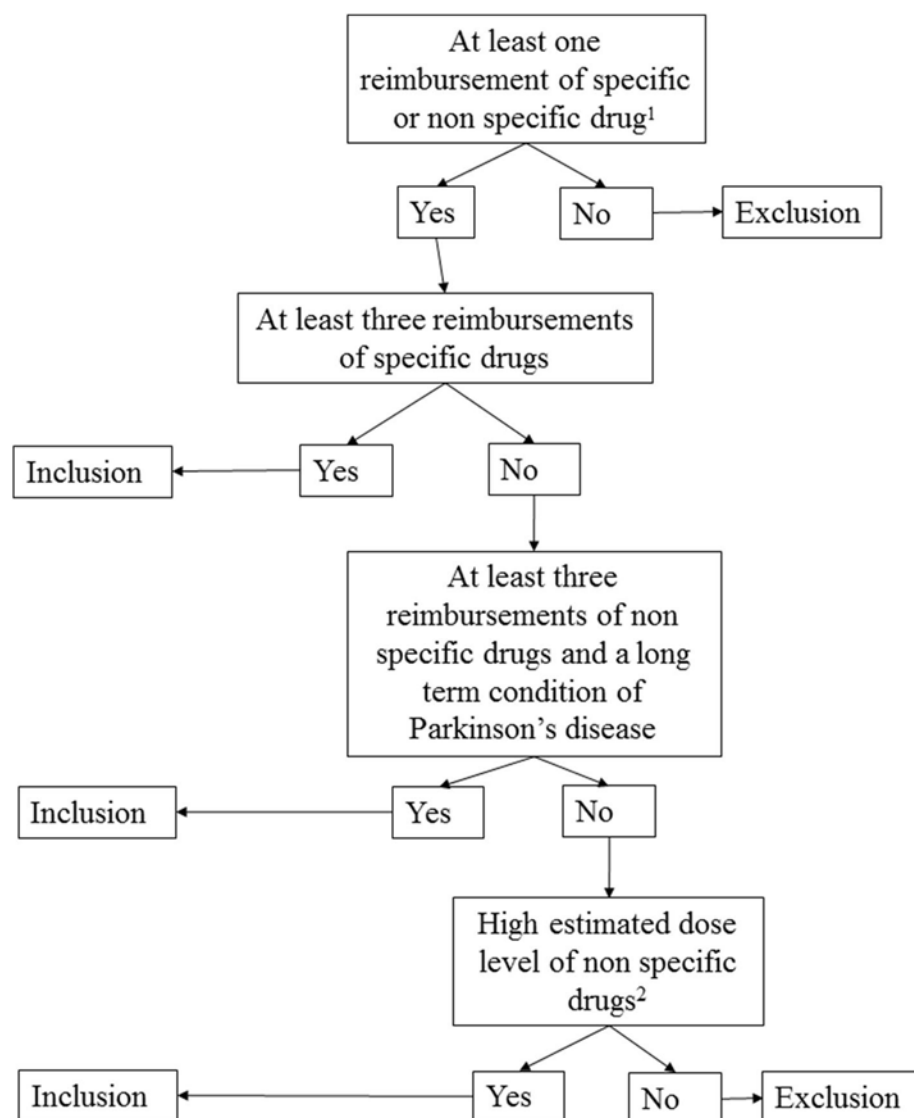 At least one
reimbursement of specific
or non specific drug¹
Yes
No
Exclusion
At least three reimbursements
of specific drugs
Inclusion
Yes
No
At least three
reimbursements of non
specific drugs and a long
term condition of
Parkinson's disease
Inclusion
Yes
No
High estimated dose
level of non specific
drugs²
Inclusion
Yes
No
Exclusion